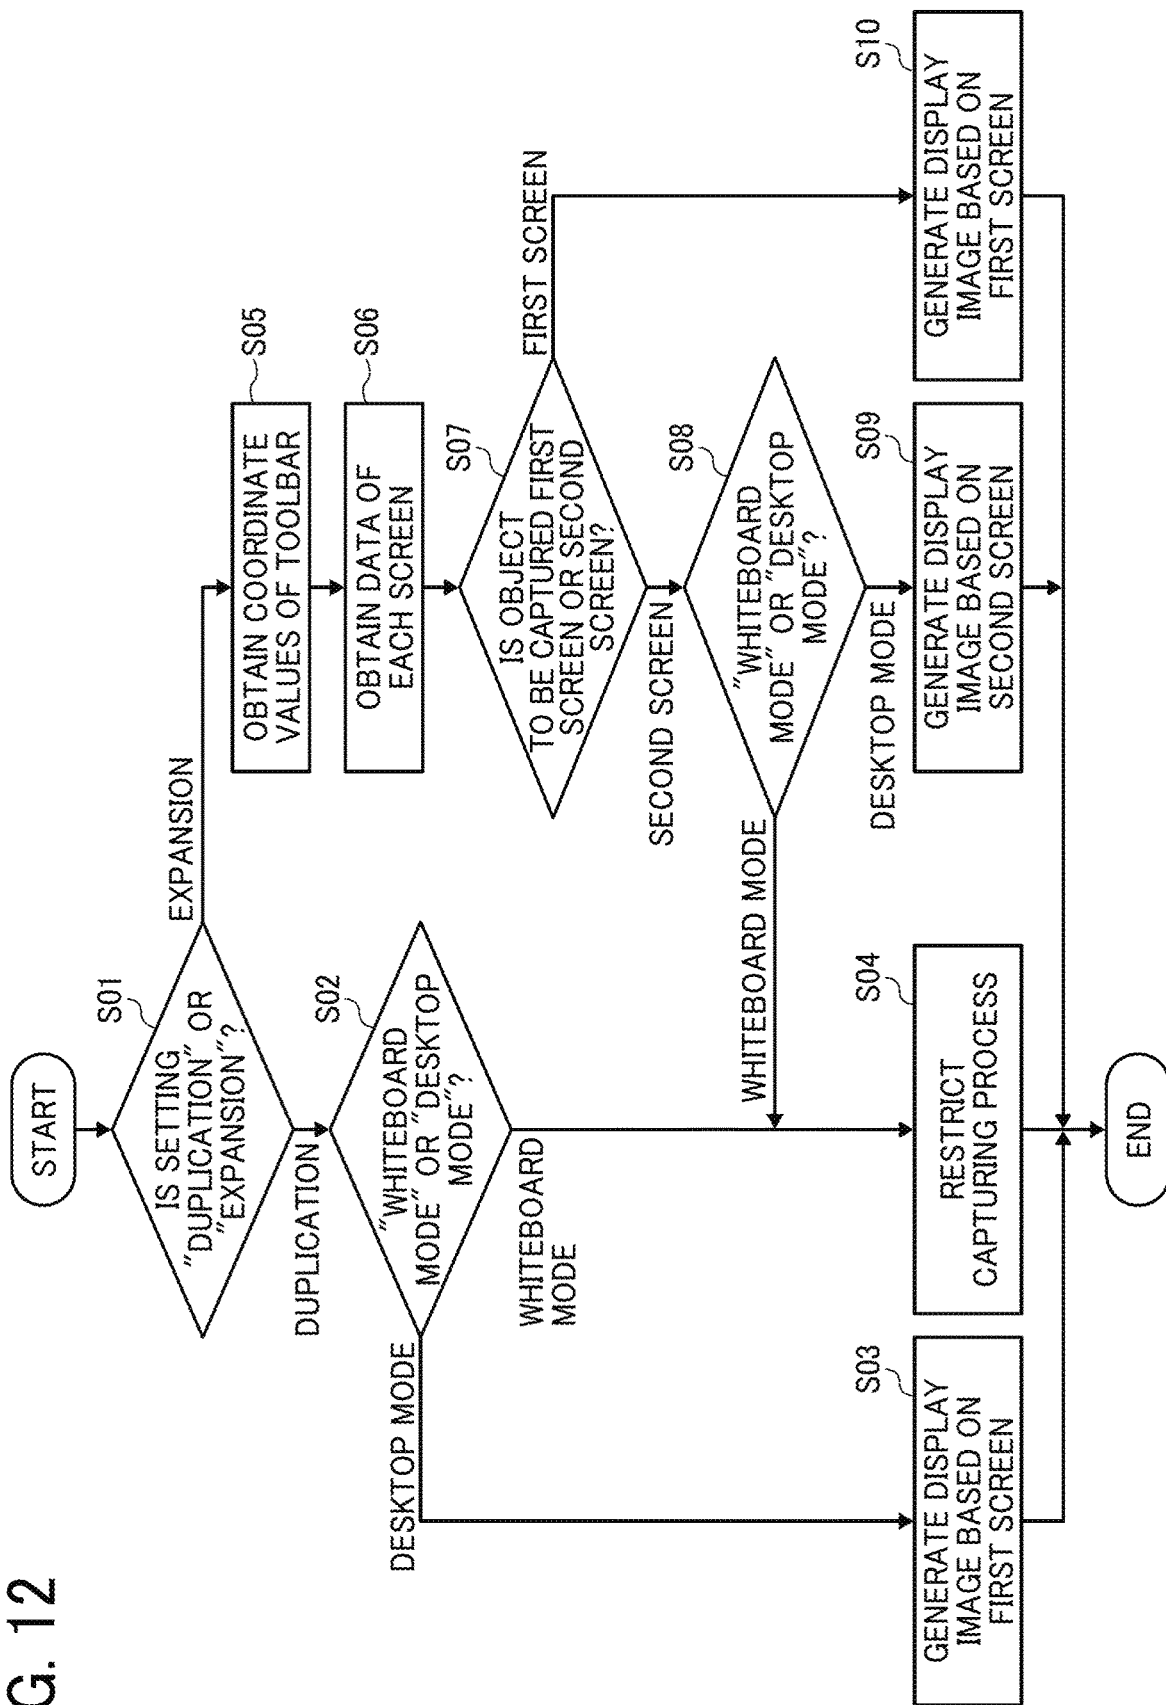 G. 12
START
S01
IS SETTING
"DUPLICATION" OR
"EXPANSION"?
EXPANSION
DUPLICATION
S02
"WHITEBOARD
MODE" OR "DESKTOP
MODE"?
DESKTOP MODE
WHITEBOARD
MODE
S03
GENERATE DISPLAY
IMAGE BASED ON
FIRST SCREEN
S04
RESTRICT
CAPTURING PROCESS
S05
OBTAIN COORDINATE
VALUES OF TOOLBAR
S06
OBTAIN DATA OF
EACH SCREEN
S07
IS OBJECT
TO BE CAPTURED FIRST
SCREEN OR SECOND
SCREEN?
FIRST SCREEN
SECOND SCREEN
S08
"WHITEBOARD
MODE" OR "DESKTOP
MODE"?
WHITEBOARD MODE
DESKTOP MODE
S09
GENERATE DISPLAY
IMAGE BASED ON
SECOND SCREEN
S10
GENERATE DISPLAY
IMAGE BASED ON
FIRST SCREEN
END